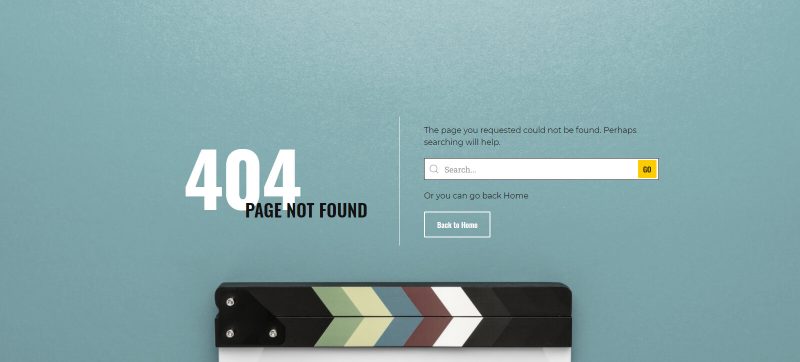 404
PAGE NOT FOUND
The page you requested could not be found. Perhaps
searching will help.
Search...
GO
Or you can go back Home
Back to Home